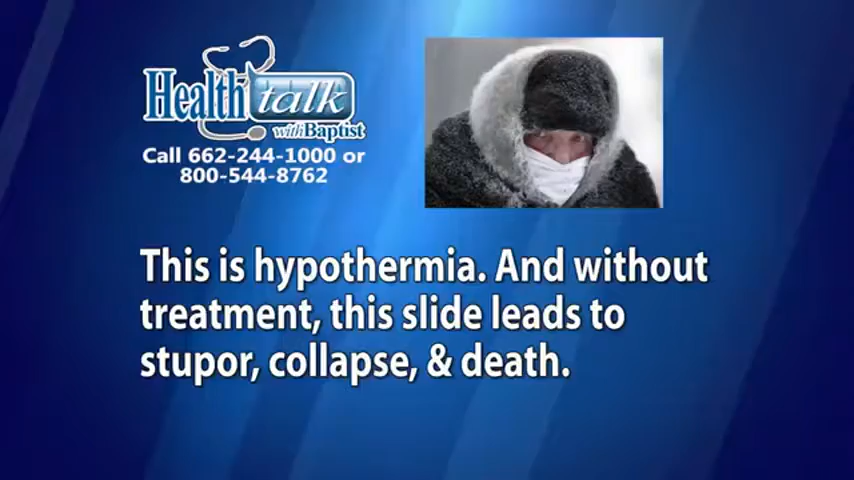 Health talk
with Baptist
Call 662-244-1000 or
800-544-8762
This is hypothermia. And without
treatment, this slide leads to
stupor, collapse, & death.